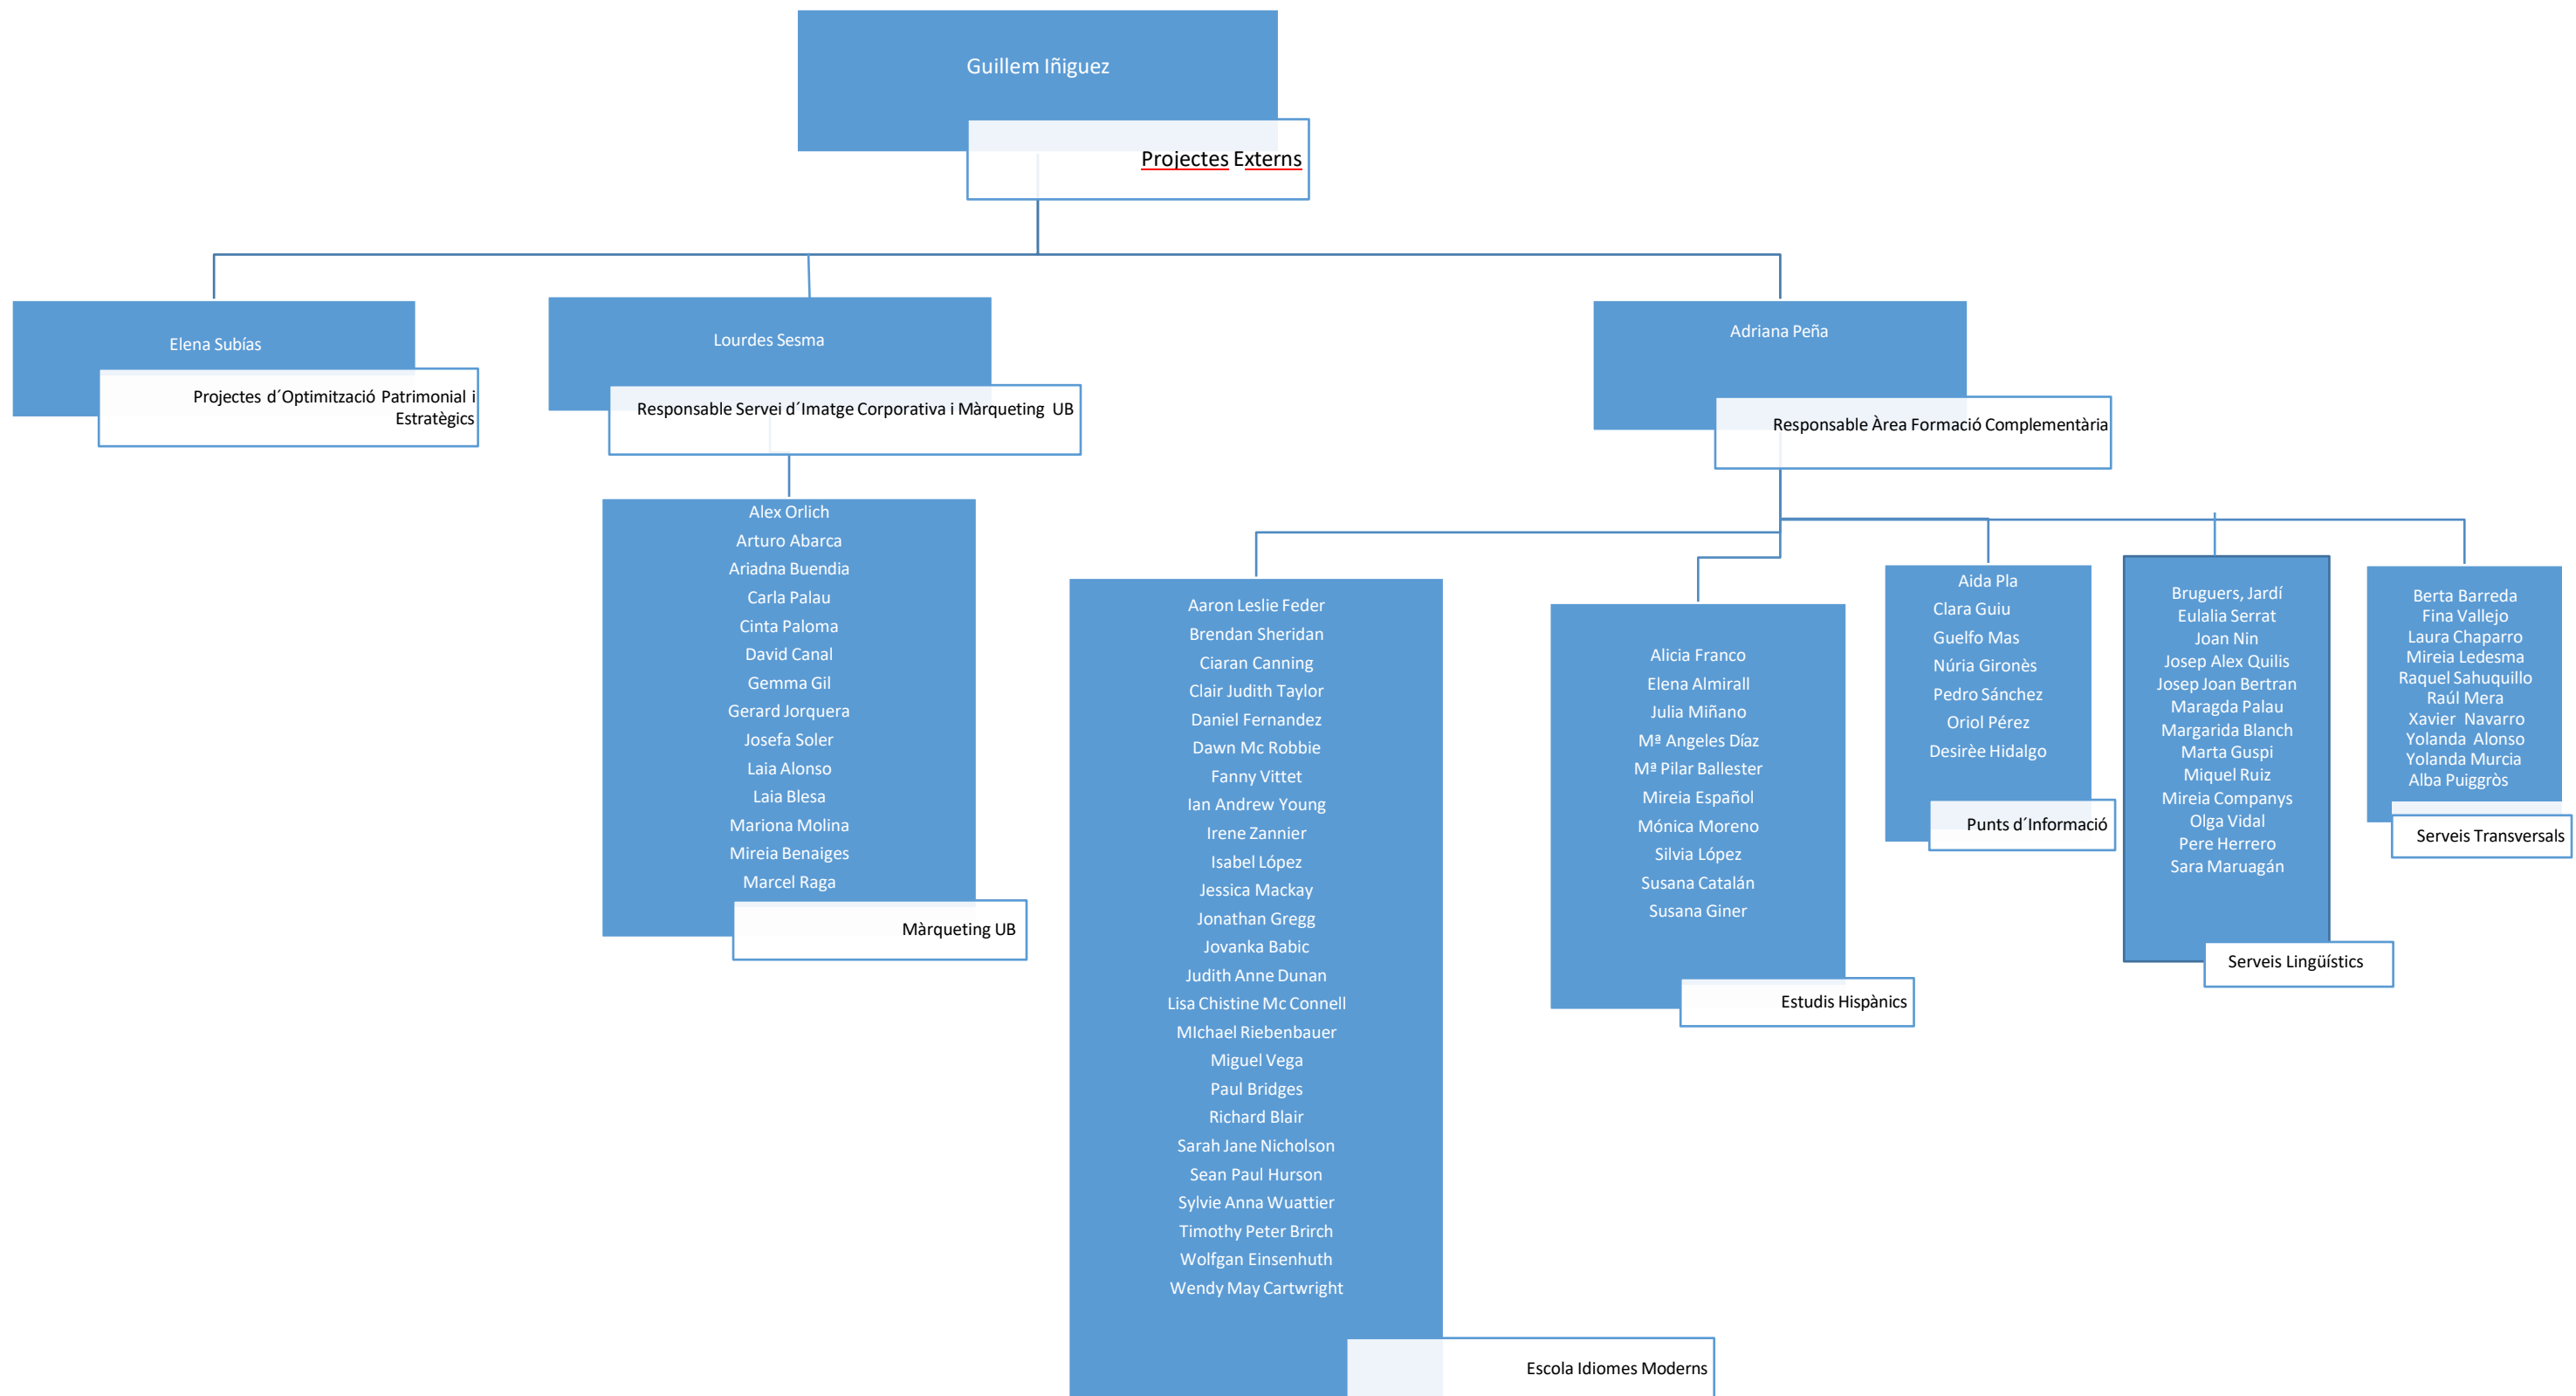 Guillem Iñiguez
Projectes Externs
Elena Subías
Projectes d´Optimització Patrimonial i
Estratègics
Lourdes Sesma
Responsable Servei d´Imatge Corporativa i Màrqueting UB
Adriana Peña
Responsable Àrea Formació Complementària
Alex Orlich
Arturo Abarca
Ariadna Buendia
Carla Palau
Cinta Paloma
David Canal
Gemma Gil
Gerard Jorquera
Josefa Soler
Laia Alonso
Laia Blesa
Mariona Molina
Mireia Benaiges
Marcel Raga
Màrqueting UB
Aaron Leslie Feder
Brendan Sheridan
Ciaran Canning
Clair Judith Taylor
Daniel Fernandez
Dawn Mc Robbie
Fanny Vittet
Ian Andrew Young
Irene Zannier
Isabel López
Jessica Mackay
Jonathan Gregg
Jovanka Babic
Judith Anne Dunan
Lisa Chistine Mc Connell
MIchael Riebenbauer
Miguel Vega
Paul Bridges
Richard Blair
Sarah Jane Nicholson
Sean Paul Hurson
Sylvie Anna Wuattier
Timothy Peter Brirch
Wolfgan Einsenhuth
Wendy May Cartwright
Escola Idiomes Moderns
Alicia Franco
Elena Almirall
Julia Miñano
Mª Angeles Díaz
Mª Pilar Ballester
Mireia Español
Mónica Moreno
Silvia López
Susana Catalán
Susana Giner
Estudis Hispànics
Aida Pla
Clara Guiu
Guelfo Mas
Núria Gironès
Pedro Sánchez
Oriol Pérez
Desirèe Hidalgo
Punts d´Informació
Bruguers, Jardí
Eulalia Serrat
Joan Nin
Josep Alex Quilis
Josep Joan Bertran
Maragda Palau
Margarida Blanch
Marta Guspi
Miquel Ruiz
Mireia Companys
Olga Vidal
Pere Herrero
Sara Maruagán
Serveis Lingüístics
Berta Barreda
Fina Vallejo
Laura Chaparro
Mireia Ledesma
Raquel Sahuquillo
Raúl Mera
Xavier Navarro
Yolanda Alonso
Yolanda Murcia
Alba Puiggròs
Serveis Transversals